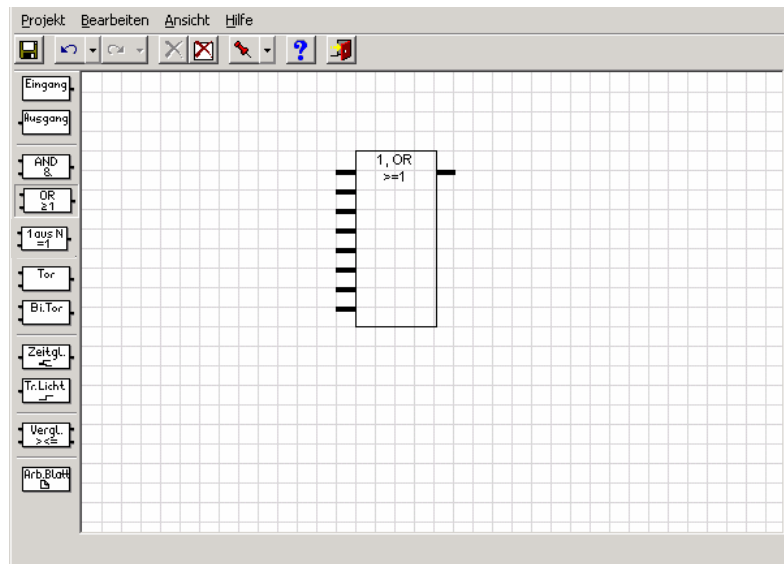 Projekt Bearbeiten Ansicht Hilfe
?
Eingang
Ausgang
AND
&
OR
≥1
1 aus N
=1
Tor
Bi.Tor
Zeitgl.
Tr.Licht
Vergl.
><=
Arb.Blatt
1, OR
>=1